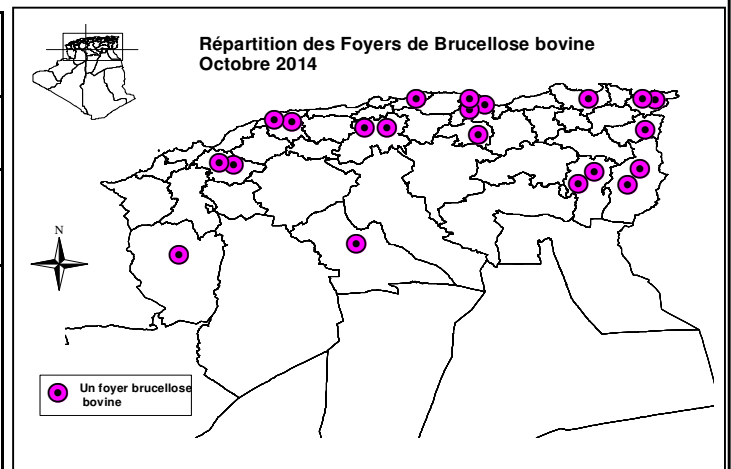 Répartition des Foyers de Brucellose bovine
Octobre 2014
N
Un foyer brucellose
bovine